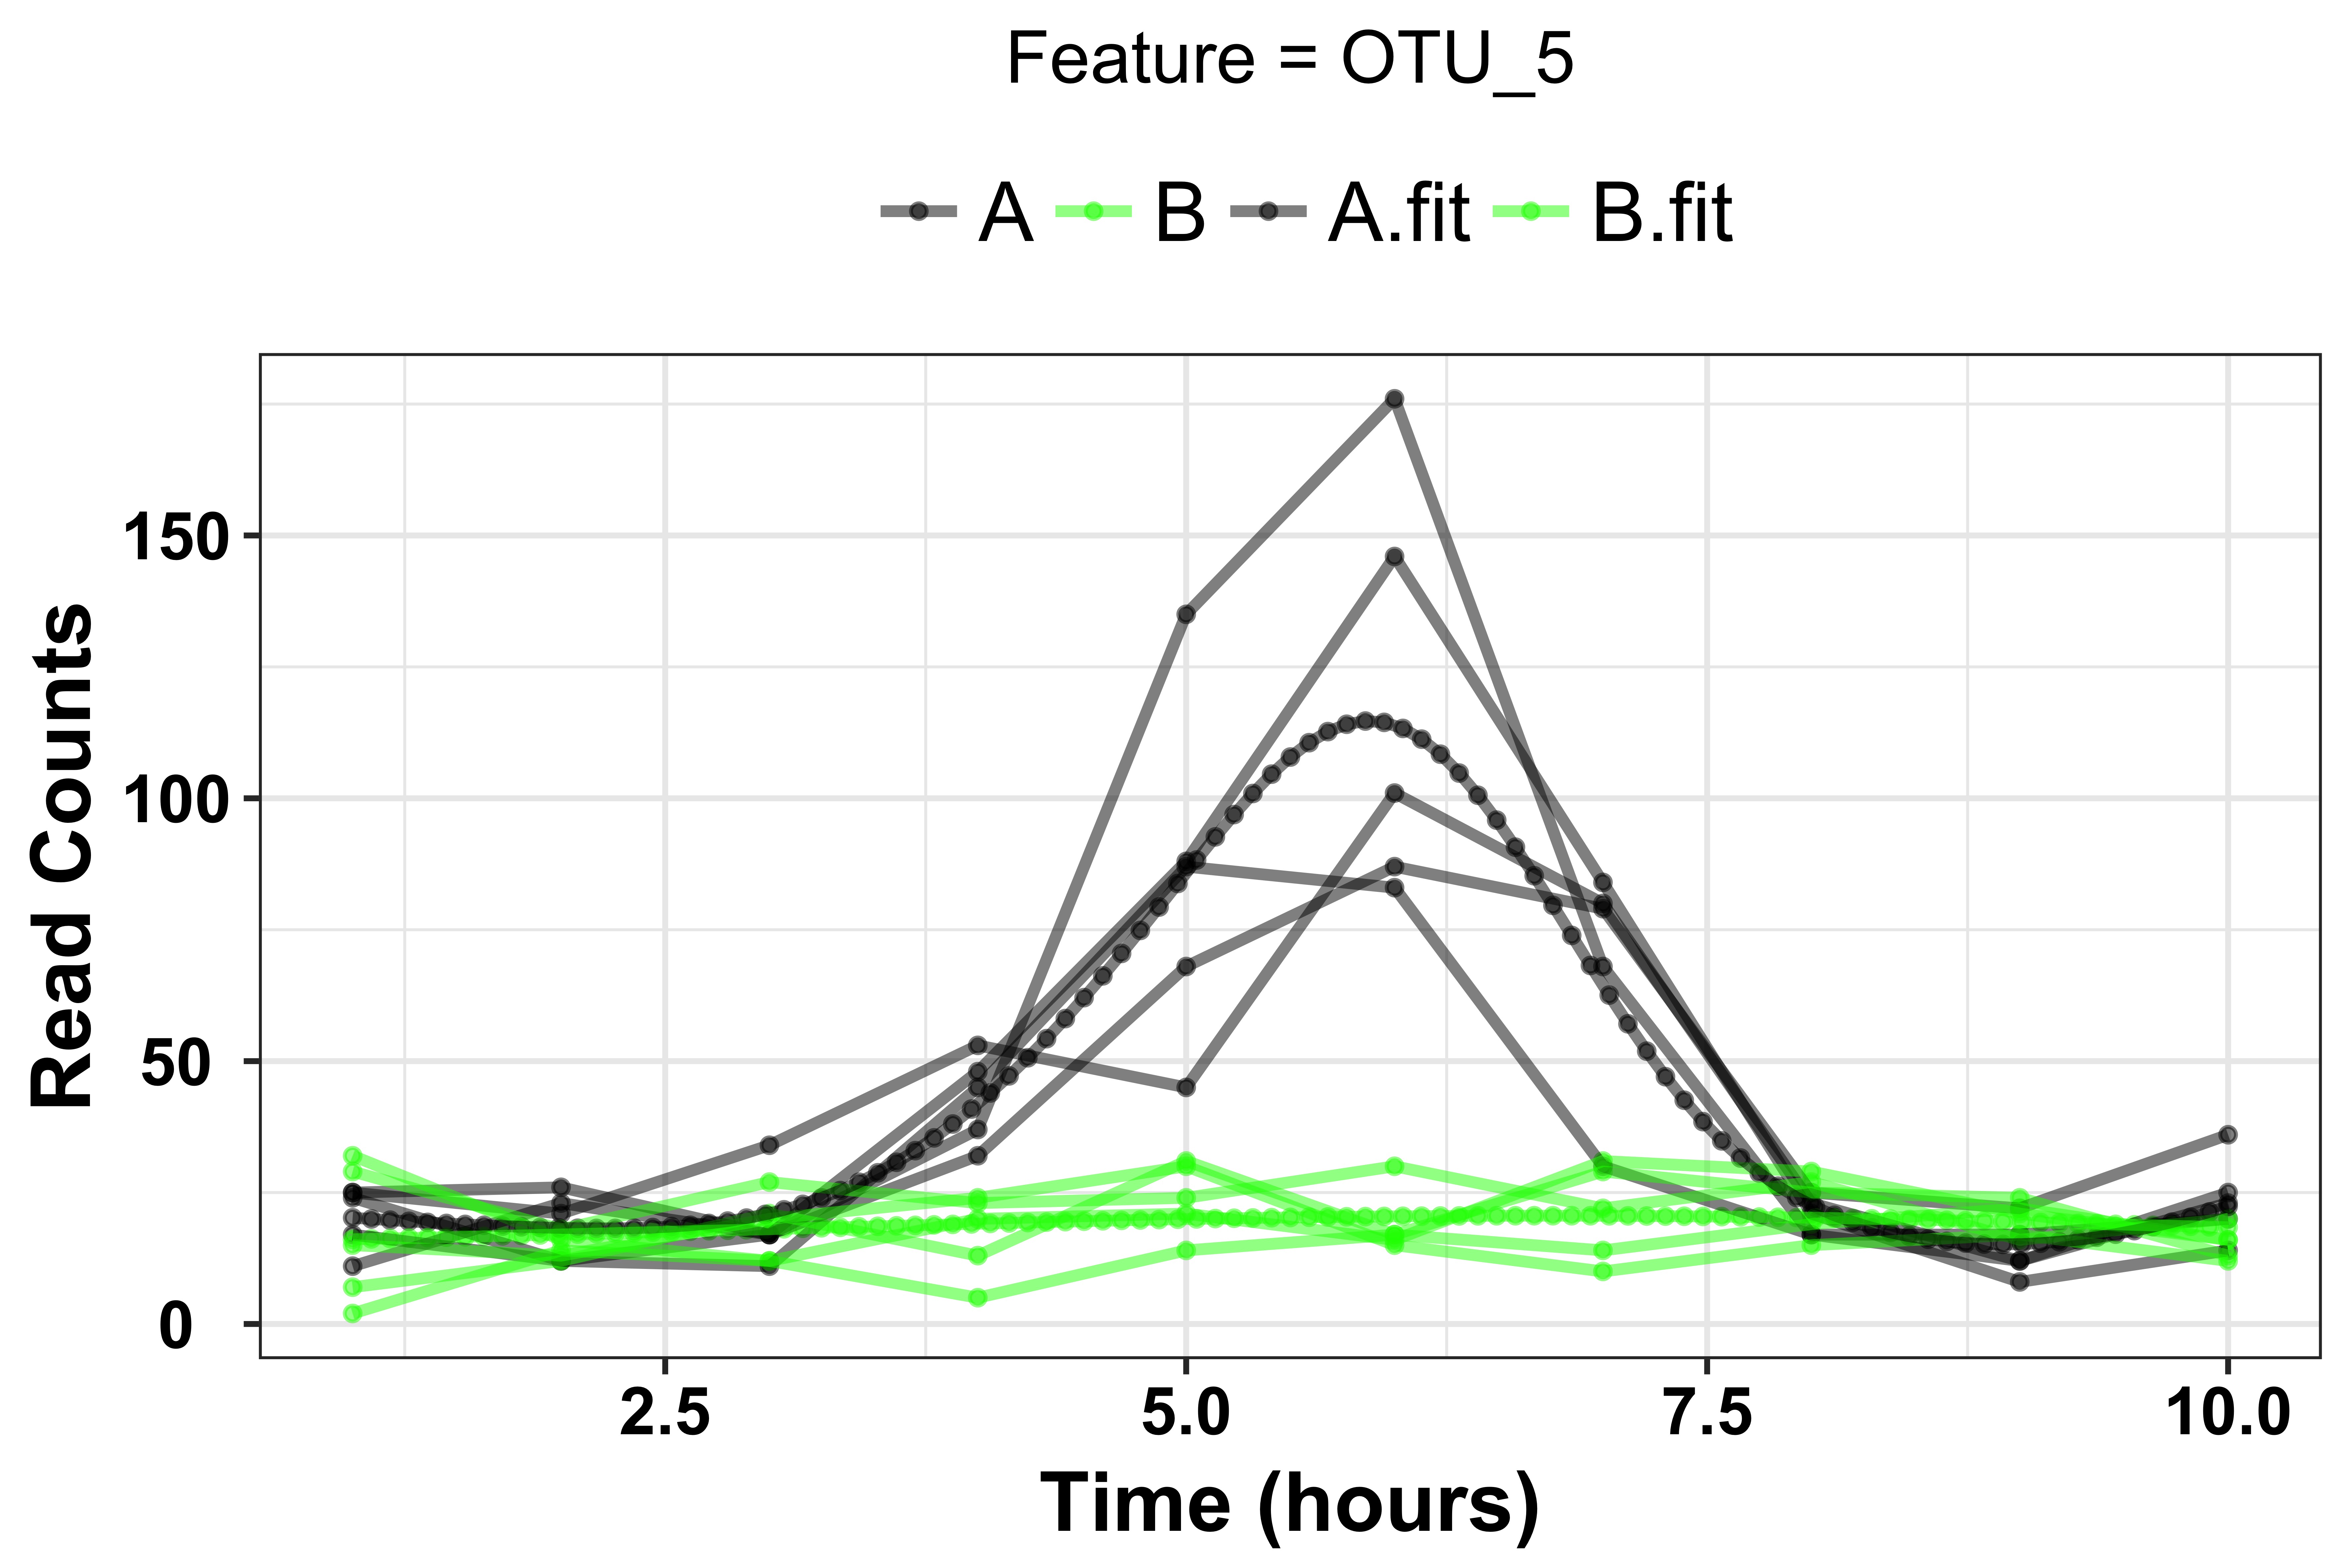 Feature = OTU_5
A B A.fit B.fit
150
100
50
0
Read Counts
2.5 5.0 7.5 10.0
Time (hours)